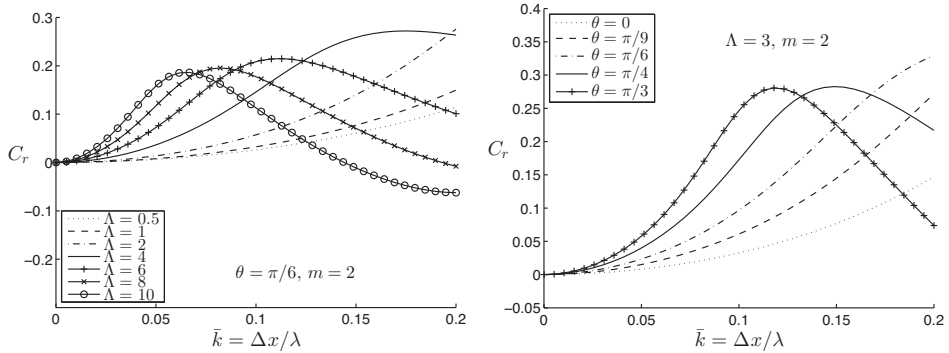 0.3
0.2
0.1
0
−0.1
−0.2
C_r
Λ = 0.5
Λ = 1
Λ = 2
Λ = 4
Λ = 6
Λ = 8
Λ = 10
θ = π/6, m = 2
0 0.05 0.1 0.15 0.2
k̄ = Δx/λ
0.4
0.35
0.3
0.25
0.2
0.15
0.1
0.05
0
−0.05
C_r
θ = 0
θ = π/9
θ = π/6
θ = π/4
θ = π/3
Λ = 3, m = 2
0 0.05 0.1 0.15 0.2
k̄ = Δx/λ